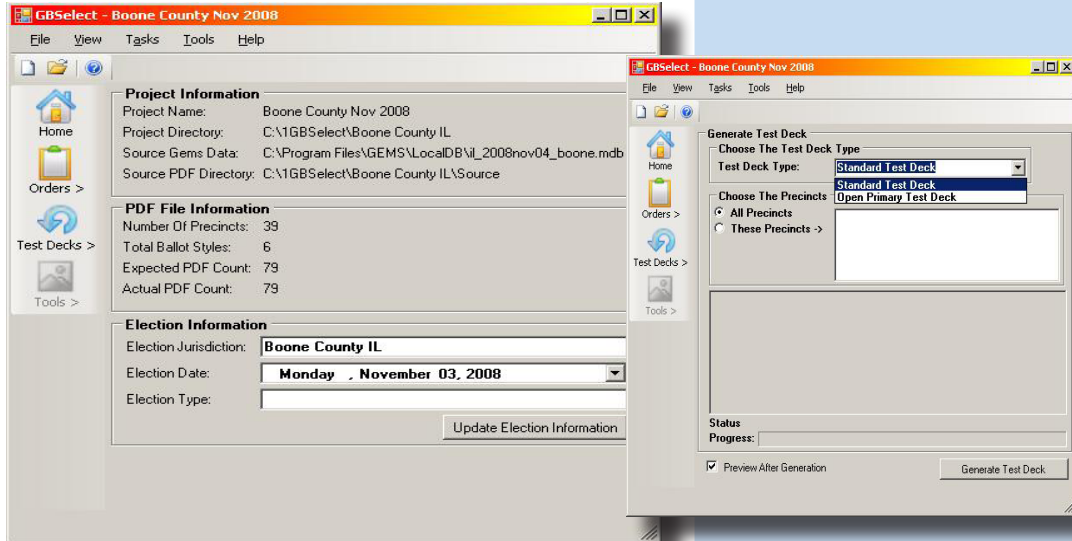 GBSelect - Boone County Nov 2008
File View Tasks Tools Help
Home
Orders >
Test Decks >
Tools >
Project Information
Project Name: Boone County Nov 2008
Project Directory: C:\1GBSelect\Boone County IL
Source Gems Data: C:\Program Files\GEMS\LocalDB\il_2008nov04_boone.mdb
Source PDF Directory: C:\1GBSelect\Boone County IL\Source
PDF File Information
Number Of Precincts: 39
Total Ballot Styles: 6
Expected PDF Count: 79
Actual PDF Count: 79
Election Information
Election Jurisdiction: Boone County IL
Election Date: Monday , November 03, 2008
Election Type:
Update Election Information
GBSelect - Boone County Nov 2008
File View Tasks Tools Help
Home
Orders >
Test Decks >
Tools >
Generate Test Deck
Choose The Test Deck Type
Test Deck Type: Standard Test Deck
Standard Test Deck
Open Primary Test Deck
Choose The Precincts
All Precincts
These Precincts ->
Status
Progress:
Preview After Generation
Generate Test Deck